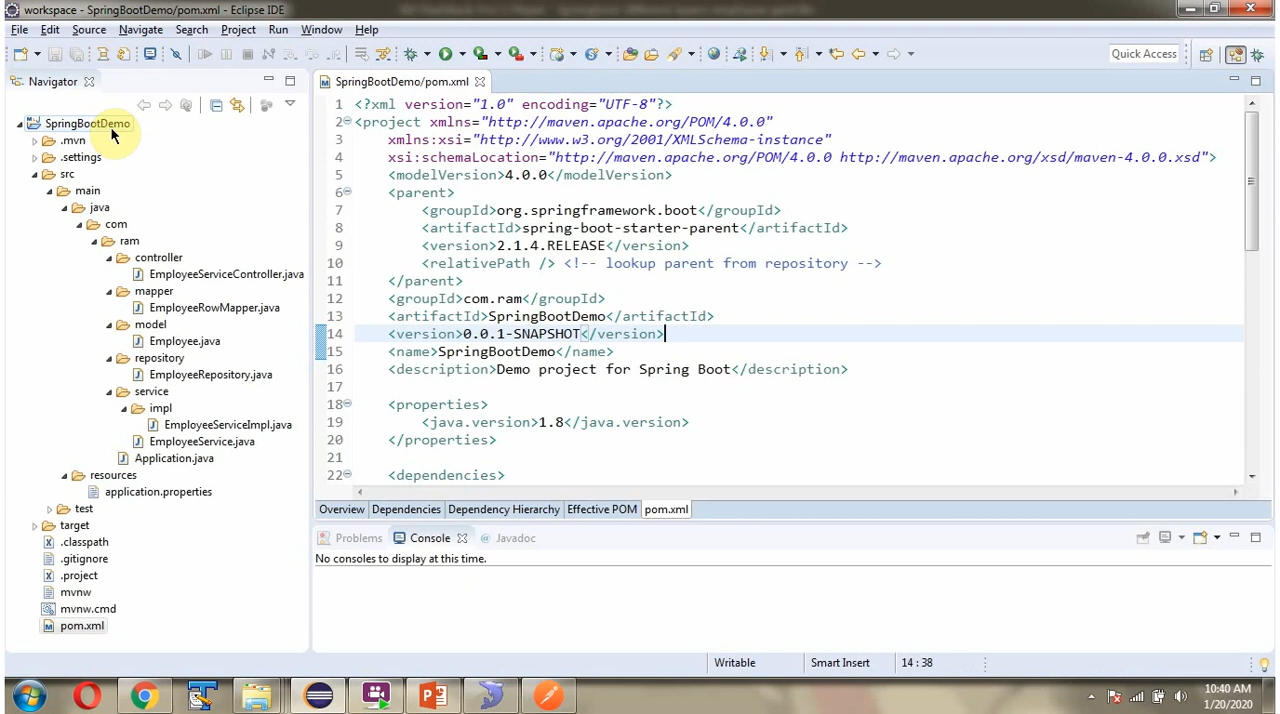 workspace - SpringBootDemo/pom.xml - Eclipse IDE
File Edit Source Navigate Search Project Run Window Help
Quick Access
Navigator
SpringBootDemo
.mvn
.settings
src
main
java
com
ram
controller
EmployeeServiceController.java
mapper
EmployeeRowMapper.java
model
Employee.java
repository
EmployeeRepository.java
service
impl
EmployeeServiceImpl.java
EmployeeService.java
Application.java
resources
application.properties
test
target
.classpath
.gitignore
.project
mvnw
mvnw.cmd
pom.xml
SpringBootDemo/pom.xml
1 <?xml version="1.0" encoding="UTF-8"?>
2 <project xmlns="http://maven.apache.org/POM/4.0.0"
3 xmlns:xsi="http://www.w3.org/2001/XMLSchema-instance"
4 xsi:schemaLocation="http://maven.apache.org/POM/4.0.0 http://maven.apache.org/xsd/maven-4.0.0.xsd">
5 <modelVersion>4.0.0</modelVersion>
6 <parent>
7 <groupId>org.springframework.boot</groupId>
8 <artifactId>spring-boot-starter-parent</artifactId>
9 <version>2.1.4.RELEASE</version>
10 <relativePath /> <!-- lookup parent from repository -->
11 </parent>
12 <groupId>com.ram</groupId>
13 <artifactId>SpringBootDemo</artifactId>
14 <version>0.0.1-SNAPSHOT</version>
15 <name>SpringBootDemo</name>
16 <description>Demo project for Spring Boot</description>
17
18 <properties>
19 <java.version>1.8</java.version>
20 </properties>
21
22 <dependencies>
Overview Dependencies Dependency Hierarchy Effective POM pom.xml
Problems Console Javadoc
No consoles to display at this time.
Writable Smart Insert 14 : 38
10:40 AM
1/20/2020